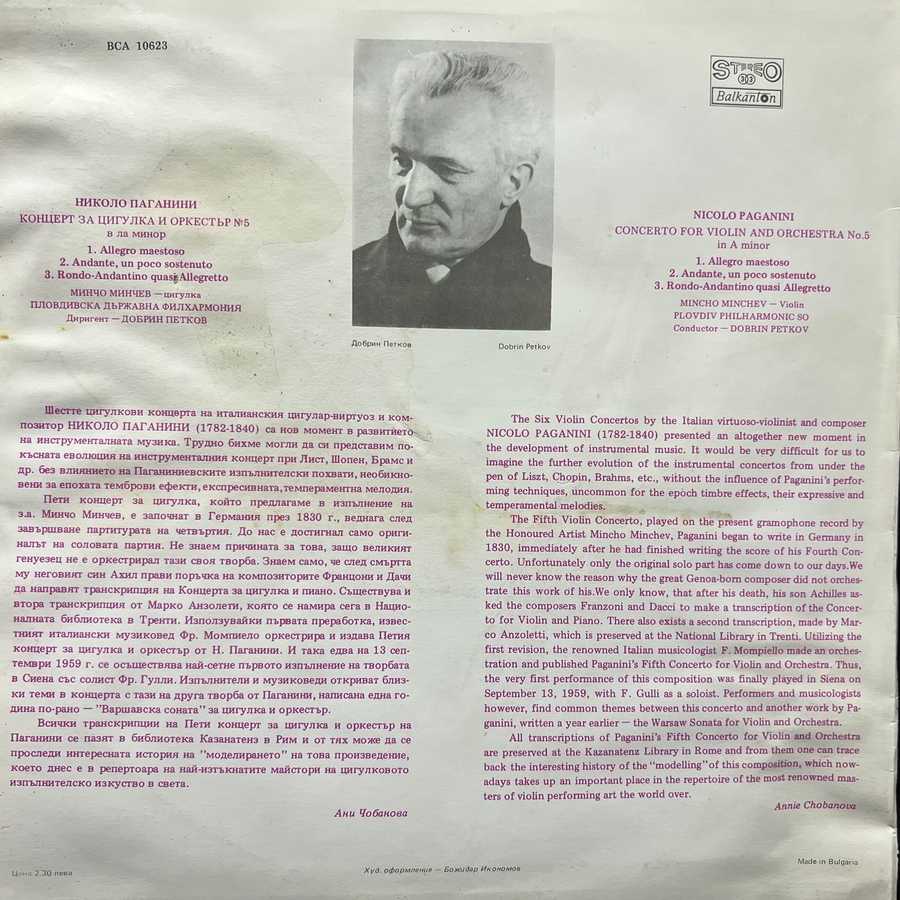 BCA 10623
STEREO
33
Balkanton
НИКОЛО ПАГАНИНИ
КОНЦЕРТ ЗА ЦИГУЛКА И ОРКЕСТЪР №5
в ла минор
1. Allegro maestoso
2. Andante, un poco sostenuto
3. Rondo-Andantino quasi Allegretto
МИНЧО МИНЧЕВ — цигулка
ПЛОВДИВСКА ДЪРЖАВНА ФИЛХАРМОНИЯ
Диригент — ДОБРИН ПЕТКОВ
NICOLO PAGANINI
CONCERTO FOR VIOLIN AND ORCHESTRA No.5
in A minor
1. Allegro maestoso
2. Andante, un poco sostenuto
3. Rondo-Andantino quasi Allegretto
MINCHO MINCHEV — Violin
PLOVDIV PHILHARMONIC SO
Conductor — DOBRIN PETKOV
Добрин Петков
Dobrin Petkov
Шестте цигулкови концерта на италианския цигулар-виртуоз и ком-
позитор НИКОЛО ПАГАНИНИ (1782-1840) са нов момент в развитието
на инструменталната музика. Трудно бихме могли да си представим по-
късната еволюция на инструменталния концерт при Лист, Шопен, Брамс и
др. без влиянието на Паганиниевските изпълнителски похвати, необикно-
вени за епохата темброви ефекти, експресивната, темпераментна мелодия.
Пети концерт за цигулка, който предлагаме в изпълнение на
з.а. Минчо Минчев, е започнат в Германия през 1830 г., веднага след
завършване партитурата на четвъртия. До нас е достигнал само ориги-
налът на соловата партия. Не знаем причината за това, защо великият
генуезец не е оркестрирал тази своя творба. Знаем само, че след смъртта
му неговият син Ахил прави поръчка на композиторите Францони и Дачи
да направят транскрипция на Концерта за цигулка и пиано. Съществува и
втора транскрипция от Марко Анзолети, която се намира сега в Нацио-
налната библиотека в Тренти. Използувайки първата преработка, извес-
тният италиански музиковед Фр. Момпиело оркестрира и издава Петия
концерт за цигулка и оркестър от Н. Паганини. И така едва на 13 сеп-
тември 1959 г. се осъществява най-сетне първото изпълнение на творбата
в Сиена със солист Фр. Гулли. Изпълнители и музиковеди откриват близ-
ки теми в концерта с тази на друга творба от Паганини, написана една го-
дина по-рано — "Варшавска соната" за цигулка и оркестър.
Всички транскрипции на Пети концерт за цигулка и оркестър на
Паганини се пазят в библиотека Казанатенз в Рим и от тях може да се
проследи интересната история на "моделирането" на това произведение,
което днес е в репертоара на най-изтъкнатите майстори на цигулковото
изпълнителско изкуство в света.
Ани Чобанова
The Six Violin Concertos by the Italian virtuoso-violinist and composer
NICOLO PAGANINI (1782-1840) presented an altogether new moment in
the development of instrumental music. It would be very difficult for us to
imagine the further evolution of the instrumental concertos from under the
pen of Liszt, Chopin, Brahms, etc., without the influence of Paganini's perfor-
ming techniques, uncommon for the epoch timbre effects, their expressive and
temperamental melodies.
The Fifth Violin Concerto, played on the present gramophone record by
the Honoured Artist Mincho Minchev, Paganini began to write in Germany in
1830, immediately after he had finished writing the score of his Fourth Con-
certo. Unfortunately only the original solo part has come down to our days.We
will never know the reason why the great Genoa-born composer did not orches-
trate this work of his.We only know, that after his death, his son Achilles as-
ked the composers Franzoni and Dacci to make a transcription of the Concer-
to for Violin and Piano. There also exists a second transcription, made by Mar-
co Anzoletti, which is preserved at the National Library in Trenti. Utilizing the
first revision, the renowned Italian musicologist F. Mompiello made an orches-
tration and published Paganini's Fifth Concerto for Violin and Orchestra. Thus,
the very first performance of this composition was finally played in Siena on
September 13, 1959, with F. Gulli as a soloist. Performers and musicologists
however, find common themes between this concerto and another work by Pa-
ganini, written a year earlier — the Warsaw Sonata for Violin and Orchestra.
All transcriptions of Paganini's Fifth Concerto for Violin and Orchestra
are preserved at the Kazanatenz Library in Rome and from them one can trace
back the interesting history of the "modelling" of this composition, which now-
adays takes up an important place in the repertoire of the most renowned mas-
ters of violin performing art the world over.
Annie Chobanova
Цена 2.30 лева
Худ. оформление — Божидар Икономов
Made in Bulgaria